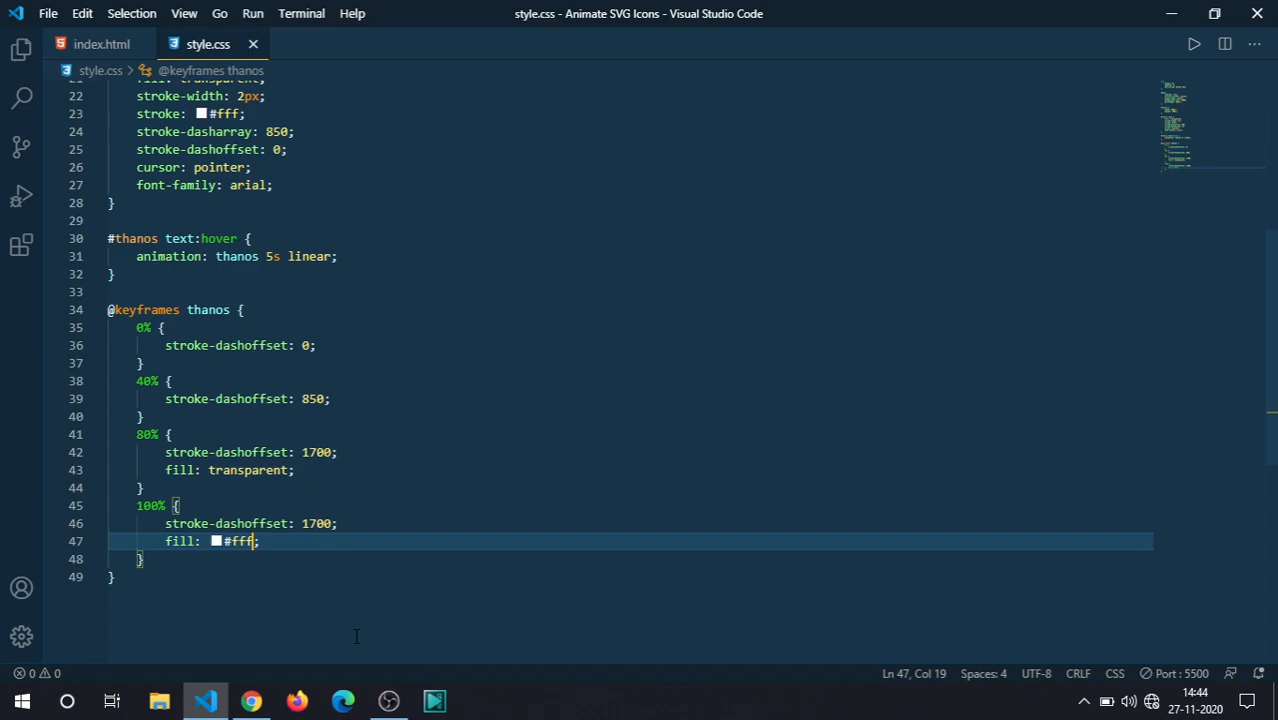 File Edit Selection View Go Run Terminal Help
style.css - Animate SVG Icons - Visual Studio Code
index.html
style.css
style.css > @keyframes thanos
21 fill: transparent;
22 stroke-width: 2px;
23 stroke: #fff;
24 stroke-dasharray: 850;
25 stroke-dashoffset: 0;
26 cursor: pointer;
27 font-family: arial;
28 }
29
30 #thanos text:hover {
31 animation: thanos 5s linear;
32 }
33
34 @keyframes thanos {
35 0% {
36 stroke-dashoffset: 0;
37 }
38 40% {
39 stroke-dashoffset: 850;
40 }
41 80% {
42 stroke-dashoffset: 1700;
43 fill: transparent;
44 }
45 100% {
46 stroke-dashoffset: 1700;
47 fill: #fff;
48 }
49 }
0 0
Ln 47, Col 19 Spaces: 4 UTF-8 CRLF CSS Port : 5500
14:44
27-11-2020